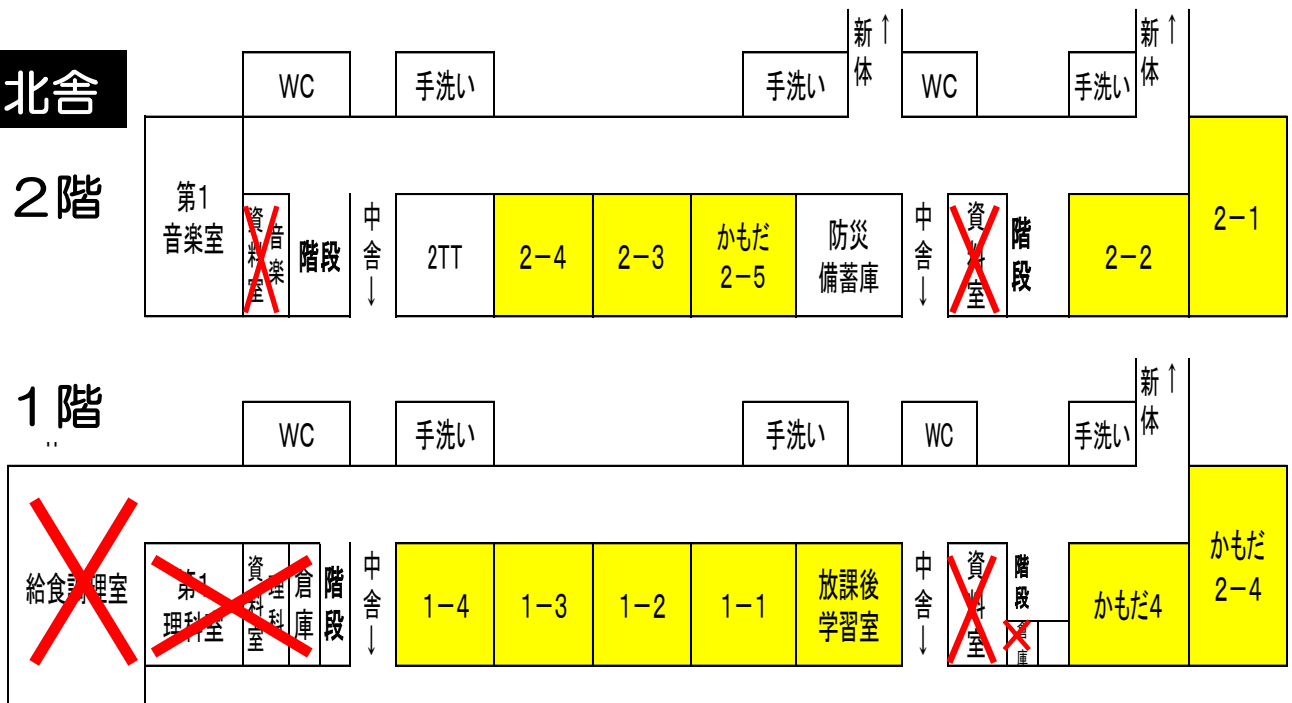 北舎
2階
WC
手洗い
手洗い
新↑
体
WC
手洗い
新↑
体
第1
音楽室
音楽
資料室
階段
中舎↓
2TT
2-4
2-3
かもだ
2-5
防災
備蓄庫
中舎↓
資料室
階段
2-2
2-1
1階
WC
手洗い
手洗い
WC
手洗い
新↑
体
給食調理室
第1
理科室
理科
資料室
倉庫
階段
中舎↓
1-4
1-3
1-2
1-1
放課後
学習室
中舎↓
資料室
階段
倉庫
かもだ4
かもだ
2-4